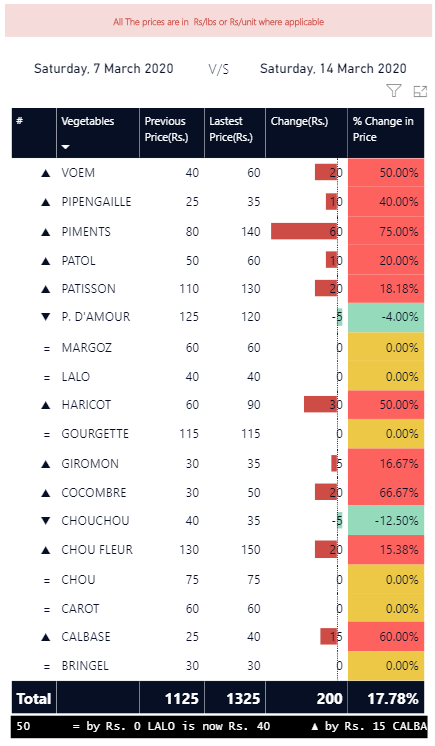 All The prices are in Rs/lbs or Rs/unit where applicable
Saturday, 7 March 2020 V/S Saturday, 14 March 2020
# Vegetables Previous Price(Rs.) Lastest Price(Rs.) Change(Rs.) % Change in Price
▲ VOEM 40 60 20 50.00%
▲ PIPENGAILLE 25 35 10 40.00%
▲ PIMENTS 80 140 60 75.00%
▲ PATOL 50 60 10 20.00%
▲ PATISSON 110 130 20 18.18%
▼ P. D'AMOUR 125 120 -5 -4.00%
= MARGOZ 60 60 0 0.00%
= LALO 40 40 0 0.00%
▲ HARICOT 60 90 30 50.00%
= GOURGETTE 115 115 0 0.00%
▲ GIROMON 30 35 5 16.67%
▲ COCOMBRE 30 50 20 66.67%
▼ CHOUCHOU 40 35 -5 -12.50%
▲ CHOU FLEUR 130 150 20 15.38%
= CHOU 75 75 0 0.00%
= CAROT 60 60 0 0.00%
▲ CALBASE 25 40 15 60.00%
= BRINGEL 30 30 0 0.00%
Total 1125 1325 200 17.78%
50 = by Rs. 0 LALO is now Rs. 40 ▲ by Rs. 15 CALBA